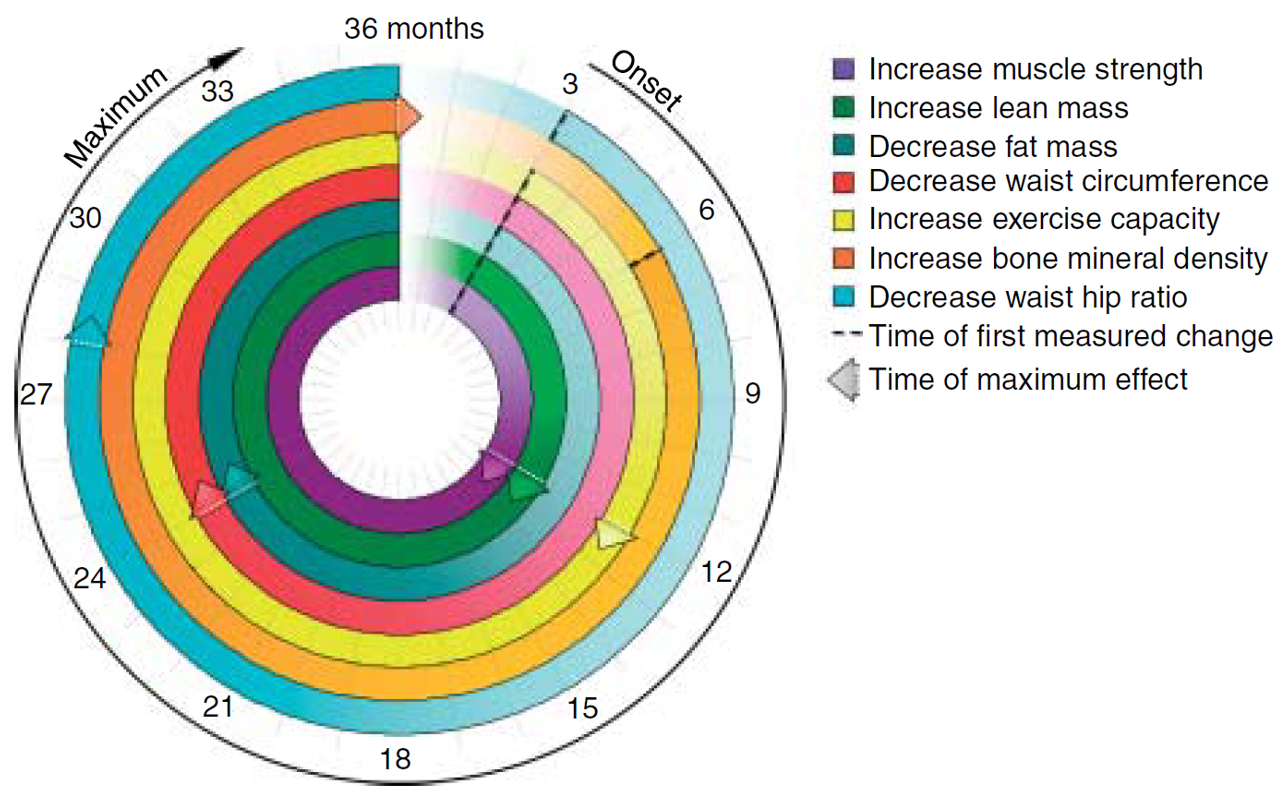 36 months
Maximum
Onset
3
6
9
12
15
18
21
24
27
30
33
Increase muscle strength
Increase lean mass
Decrease fat mass
Decrease waist circumference
Increase exercise capacity
Increase bone mineral density
Decrease waist hip ratio
Time of first measured change
Time of maximum effect